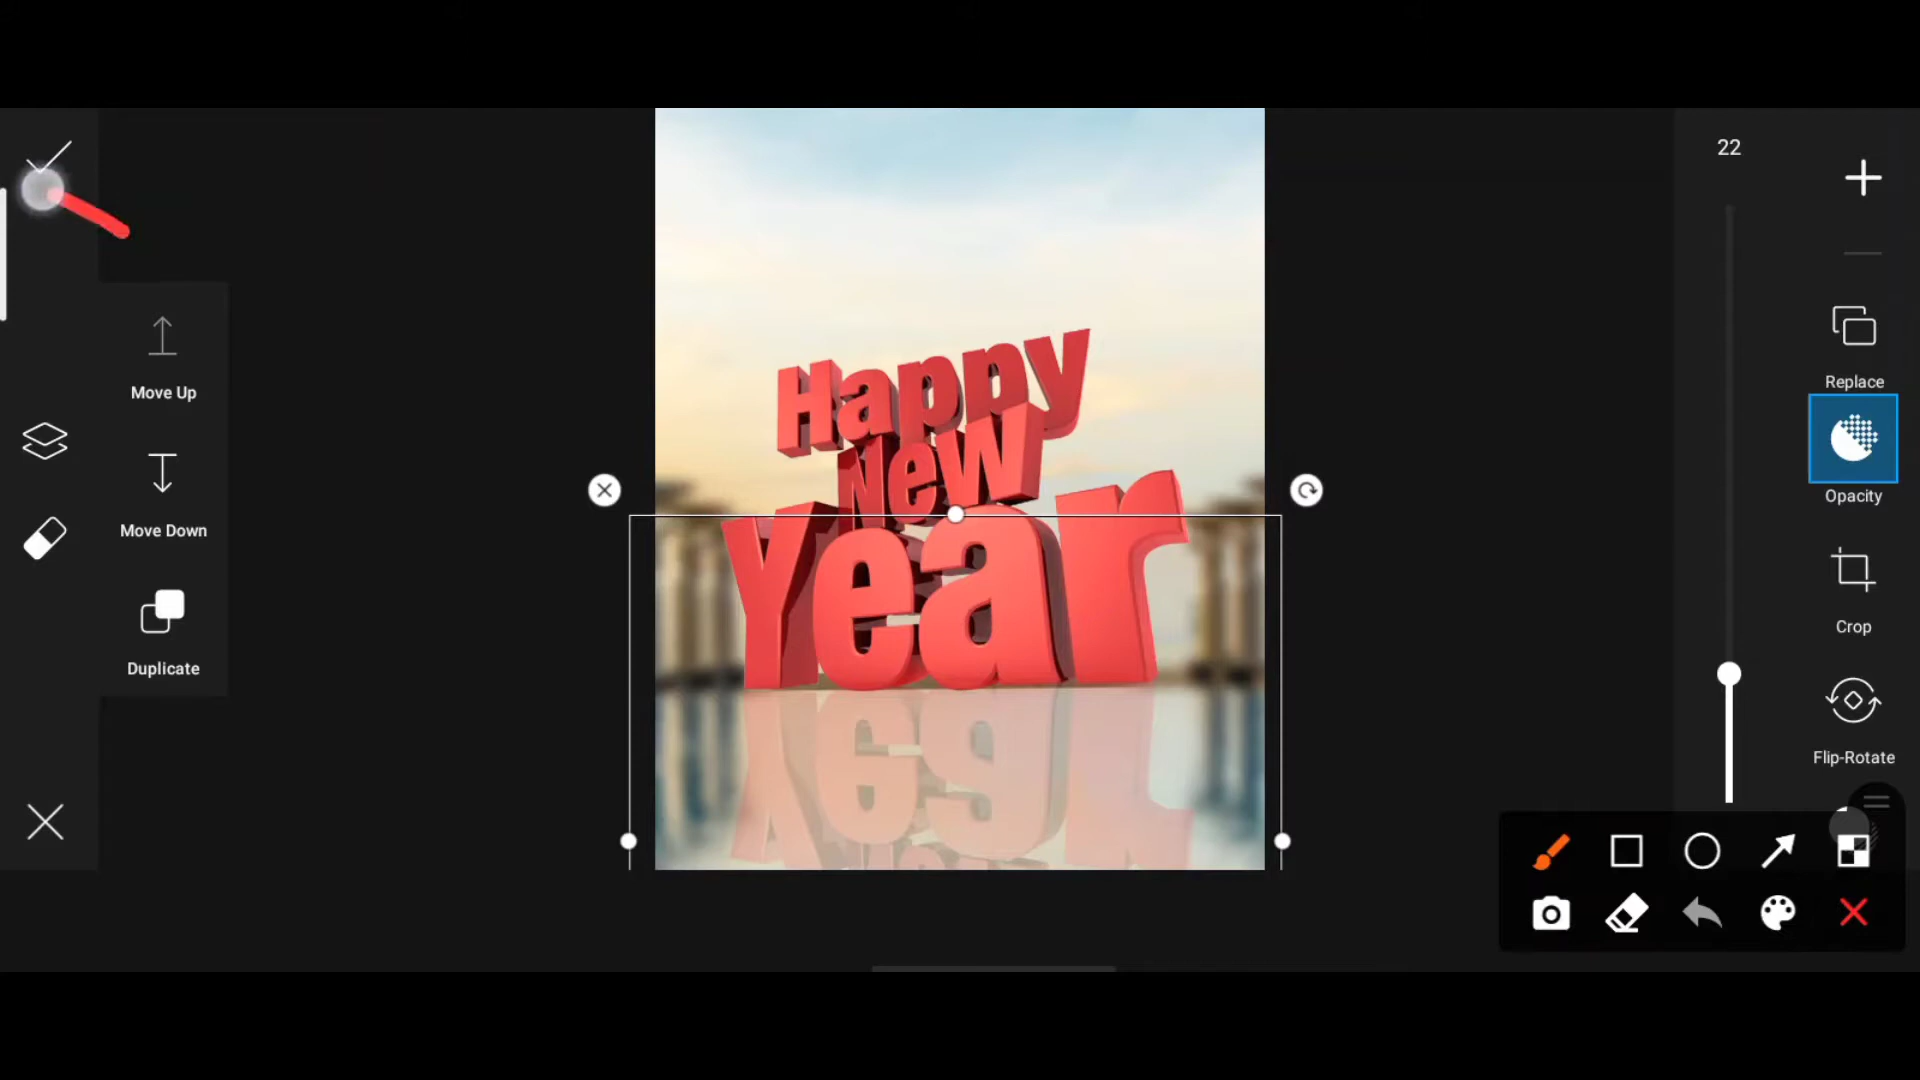 22
Replace
Opacity
Crop
Flip-Rotate
Move Up
Move Down
Duplicate
Happy
New
Year